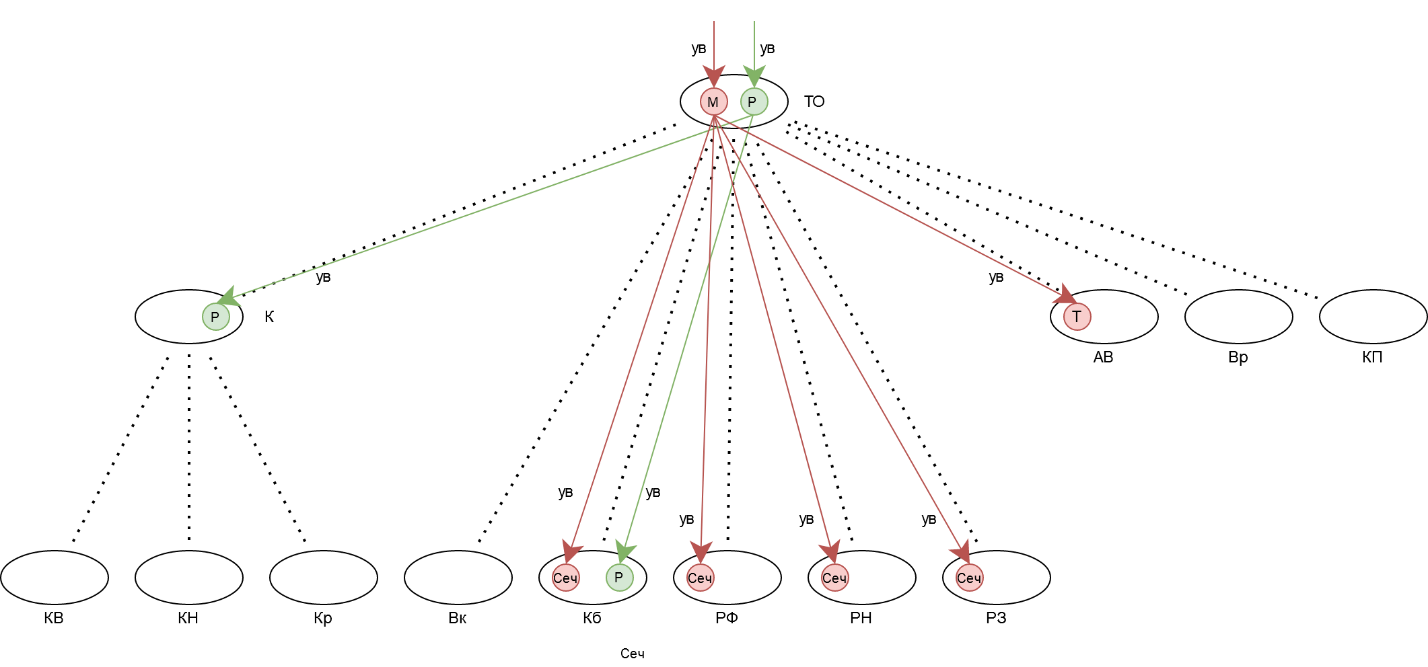 ув
ув
М
Р
ТО
ув
ув
Р
К
Т
АВ
Вр
КП
ув
ув
ув
ув
ув
Сеч
Р
Сеч
Сеч
Сеч
КВ
КН
Кр
Вк
Кб
РФ
РН
РЗ
Сеч